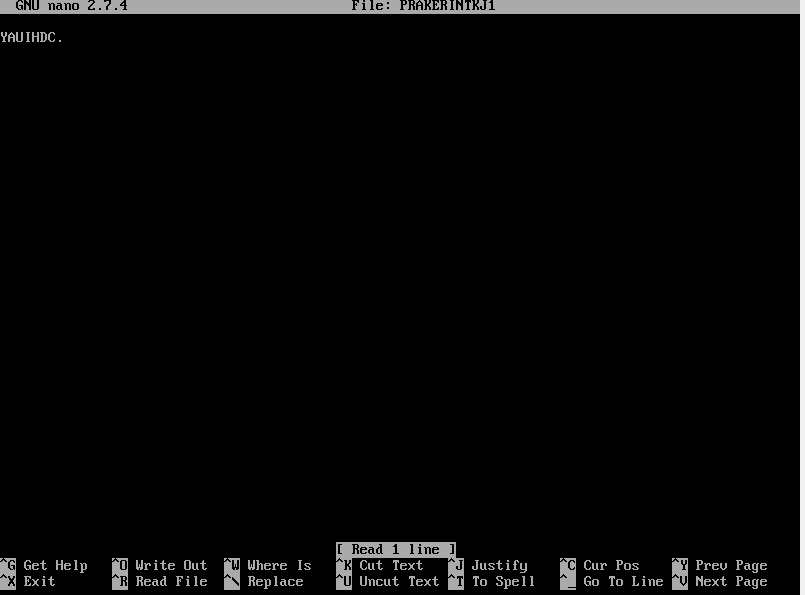 GNU nano 2.7.4 File: PRAKERINTKJ1
YAUIHDC.
[ Read 1 line ]
^G Get Help ^O Write Out ^W Where Is ^K Cut Text ^J Justify ^C Cur Pos ^Y Prev Page
^X Exit ^R Read File ^\ Replace ^U Uncut Text ^T To Spell ^_ Go To Line ^V Next Page